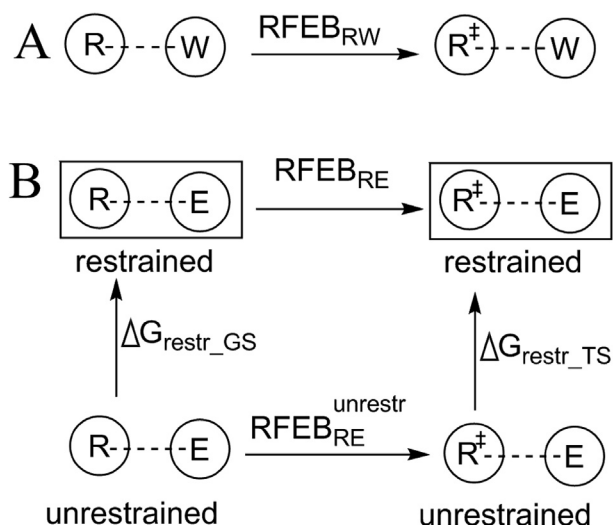 A R W RFEB_RW R‡ W
B R E RFEB_RE R‡ E
restrained restrained
ΔG_restr_GS ΔG_restr_TS
R E RFEB_RE^unrestr R‡ E
unrestrained unrestrained